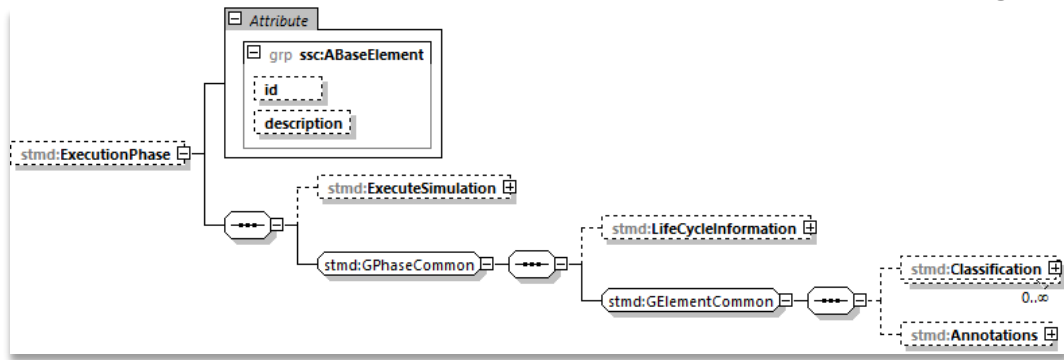 Attribute
grp ssc:ABaseElement
id
description
stmd:ExecutionPhase
stmd:ExecuteSimulation
stmd:LifeCycleInformation
stmd:GPhaseCommon
stmd:Classification
0..∞
stmd:GElementCommon
stmd:Annotations